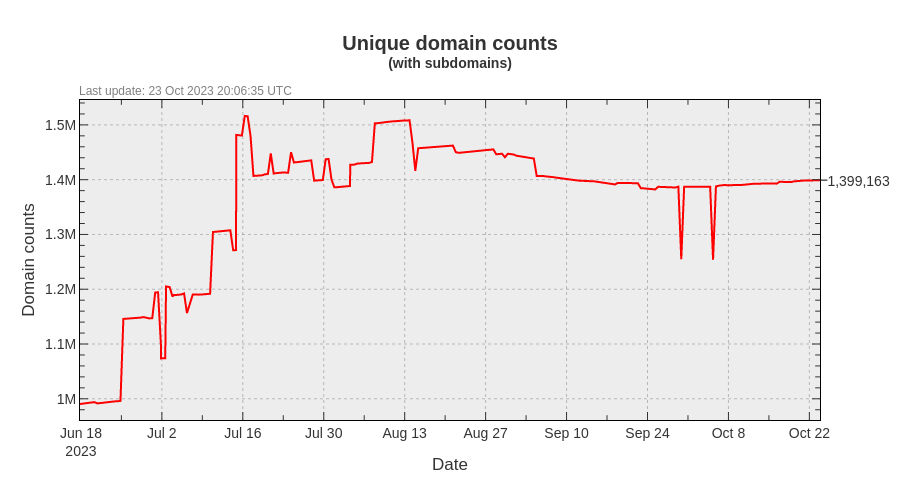 Unique domain counts
(with subdomains)
Last update: 23 Oct 2023 20:06:35 UTC
1.5M
1.4M
1,399,163
1.3M
1.2M
1.1M
1M
Domain counts
Jun 18 Jul 2 Jul 16 Jul 30 Aug 13 Aug 27 Sep 10 Sep 24 Oct 8 Oct 22
2023
Date